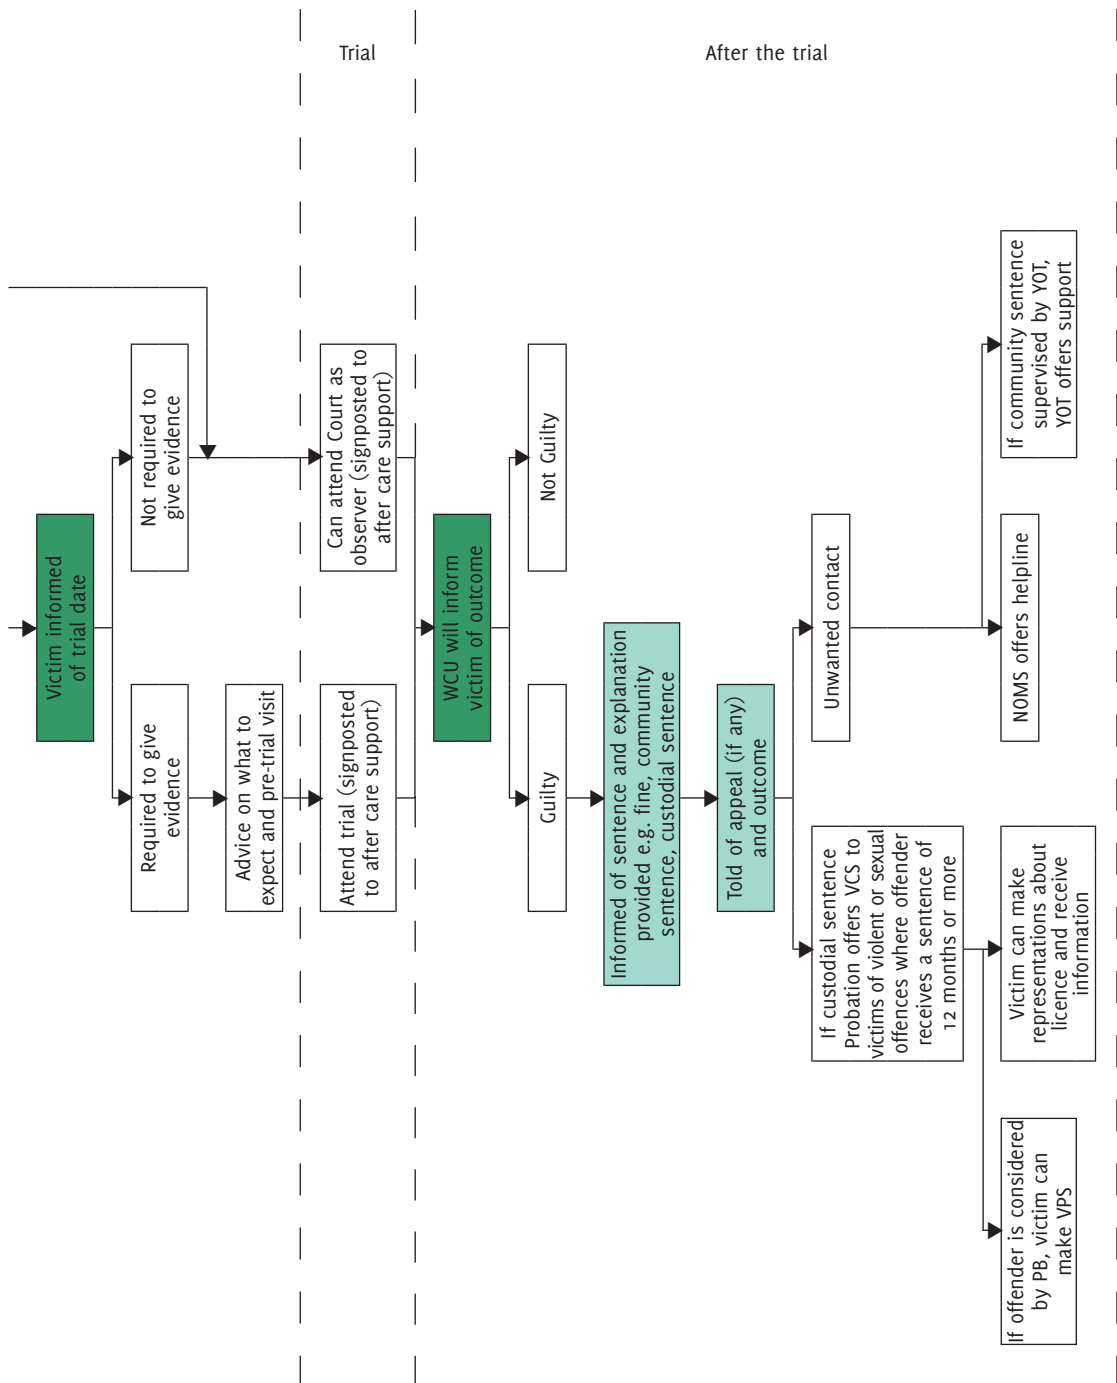 Victim informed
of trial date
Required to give
evidence
Not required to
give evidence
Advice on what to
expect and pre-trial visit
Trial
Attend trial (signposted
to after care support)
Can attend Court as
observer (signposted to
after care support)
After the trial
WCU will inform
victim of outcome
Guilty
Not Guilty
Informed of sentence and explanation
provided e.g. fine, community
sentence, custodial sentence
Told of appeal (if any)
and outcome
If custodial sentence
Probation offers VCS to
victims of violent or sexual
offences where offender
receives a sentence of
12 months or more
Unwanted contact
If offender is considered
by PB, victim can
make VPS
Victim can make
representations about
licence and receive
information
NOMS offers helpline
If community sentence
supervised by YOT,
YOT offers support